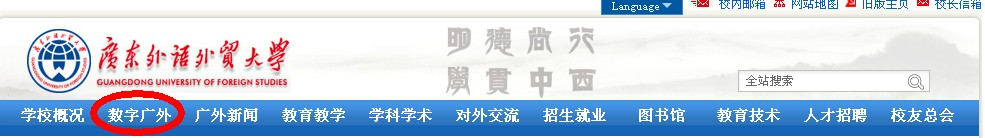 Language 校内邮箱 网站地图 旧版主页 校长信箱
廣东外语外贸大學
GUANGDONG UNIVERSITY OF FOREIGN STUDIES
明德尚行
學貫中西
全站搜索
学校概况 数字广外 广外新闻 教育教学 学科学术 对外交流 招生就业 图书馆 教育技术 人才招聘 校友总会